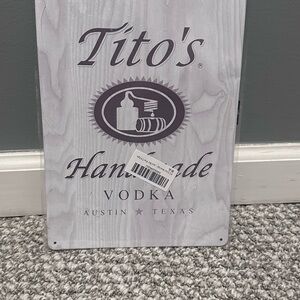 Tito's®
Handmade
VODKA
AUSTIN ★ TEXAS